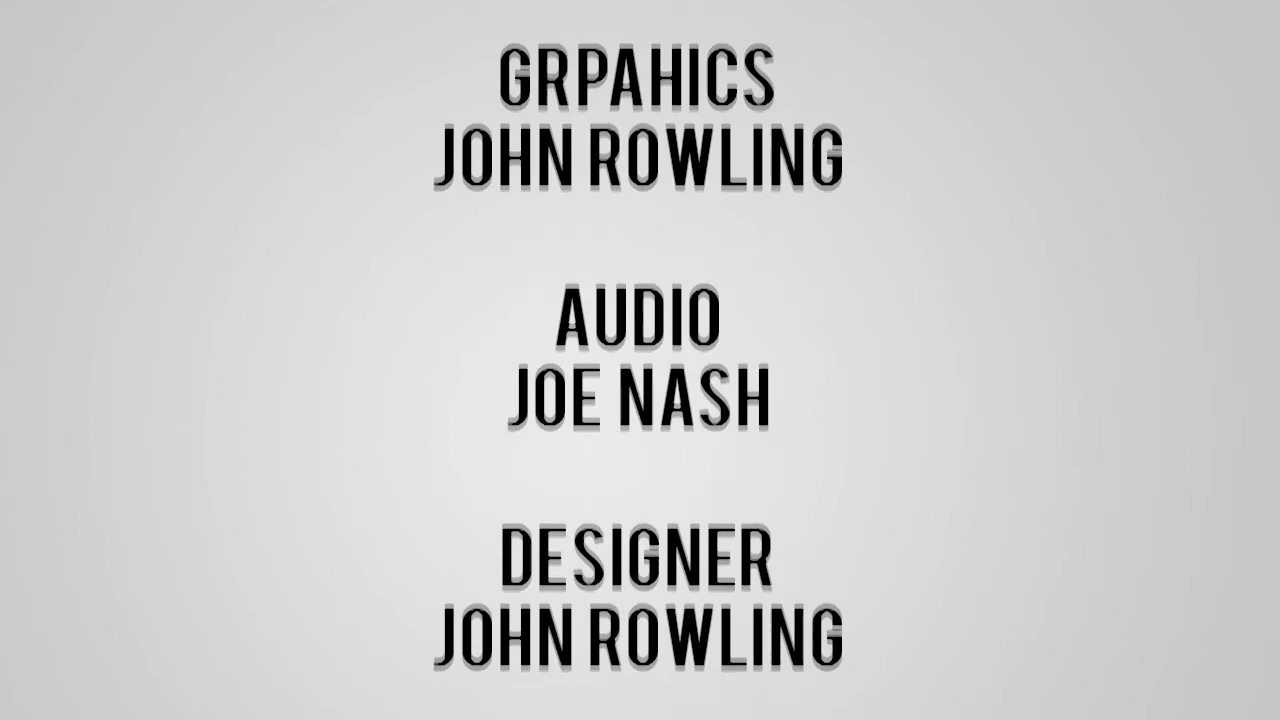 GRPAHICS
JOHN ROWLING
AUDIO
JOE NASH
DESIGNER
JOHN ROWLING